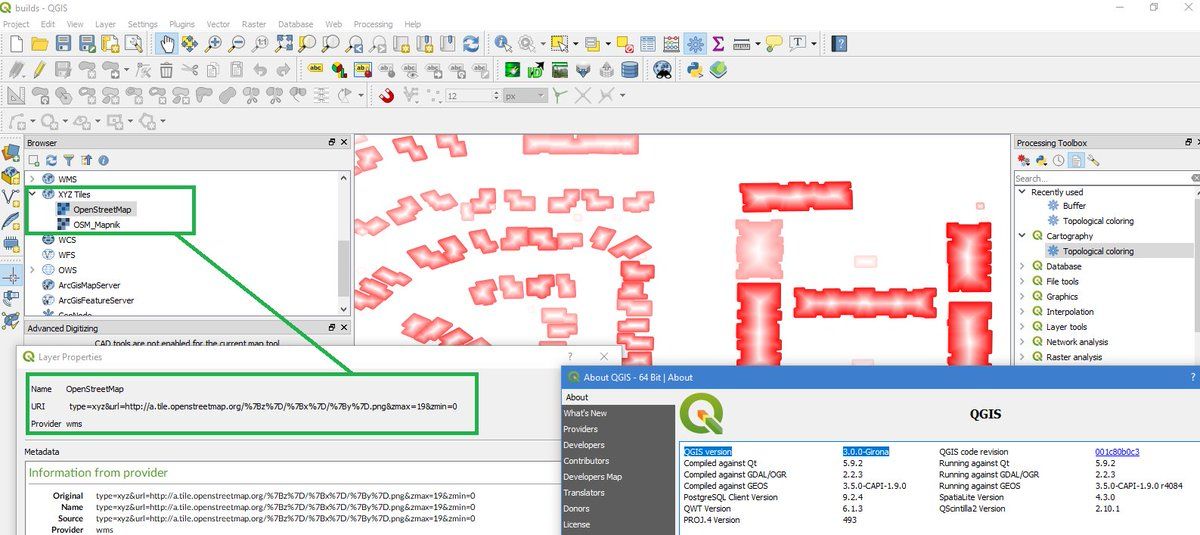 builds - QGIS
Project Edit View Layer Settings Plugins Vector Raster Database Web Processing Help
abc abc
12 px
Browser
WMS
XYZ Tiles
OpenStreetMap
OSM_Mapnik
WCS
WFS
OWS
ArcGisMapServer
ArcGisFeatureServer
GeoNode
Advanced Digitizing
CAD tools are not enabled for the current map tool
Processing Toolbox
Search...
Recently used
Buffer
Topological coloring
Cartography
Topological coloring
Database
File tools
Graphics
Interpolation
Layer tools
Network analysis
Raster analysis
Layer Properties
Name OpenStreetMap
URI type=xyz&url=http://a.tile.openstreetmap.org/%7Bz%7D/%7Bx%7D/%7By%7D.png&zmax=19&zmin=0
Provider wms
Metadata
Information from provider
Original type=xyz&url=http://a.tile.openstreetmap.org/%7Bz%7D/%7Bx%7D/%7By%7D.png&zmax=19&zmin=0
Name type=xyz&url=http://a.tile.openstreetmap.org/%7Bz%7D/%7Bx%7D/%7By%7D.png&zmax=19&zmin=0
Source type=xyz&url=http://a.tile.openstreetmap.org/%7Bz%7D/%7Bx%7D/%7By%7D.png&zmax=19&zmin=0
Provider wms
About QGIS - 64 Bit | About
About
What's New
Providers
Developers
Contributors
Developers Map
Translators
Donors
License
QGIS
QGIS version 3.0.0-Girona QGIS code revision 001c80b0c3
Compiled against Qt 5.9.2 Running against Qt 5.9.2
Compiled against GDAL/OGR 2.2.3 Running against GDAL/OGR 2.2.3
Compiled against GEOS 3.5.0-CAPI-1.9.0 Running against GEOS 3.5.0-CAPI-1.9.0 r4084
PostgreSQL Client Version 9.2.4 SpatiaLite Version 4.3.0
QWT Version 6.1.3 QScintilla2 Version 2.10.1
PROJ.4 Version 493